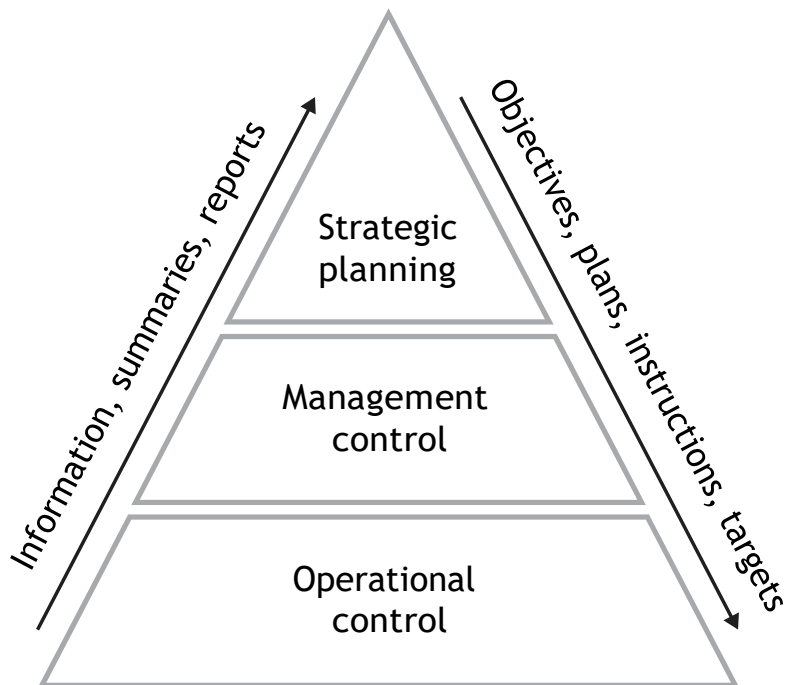 Information, summaries, reports
Objectives, plans, instructions, targets
Strategic
planning
Management
control
Operational
control